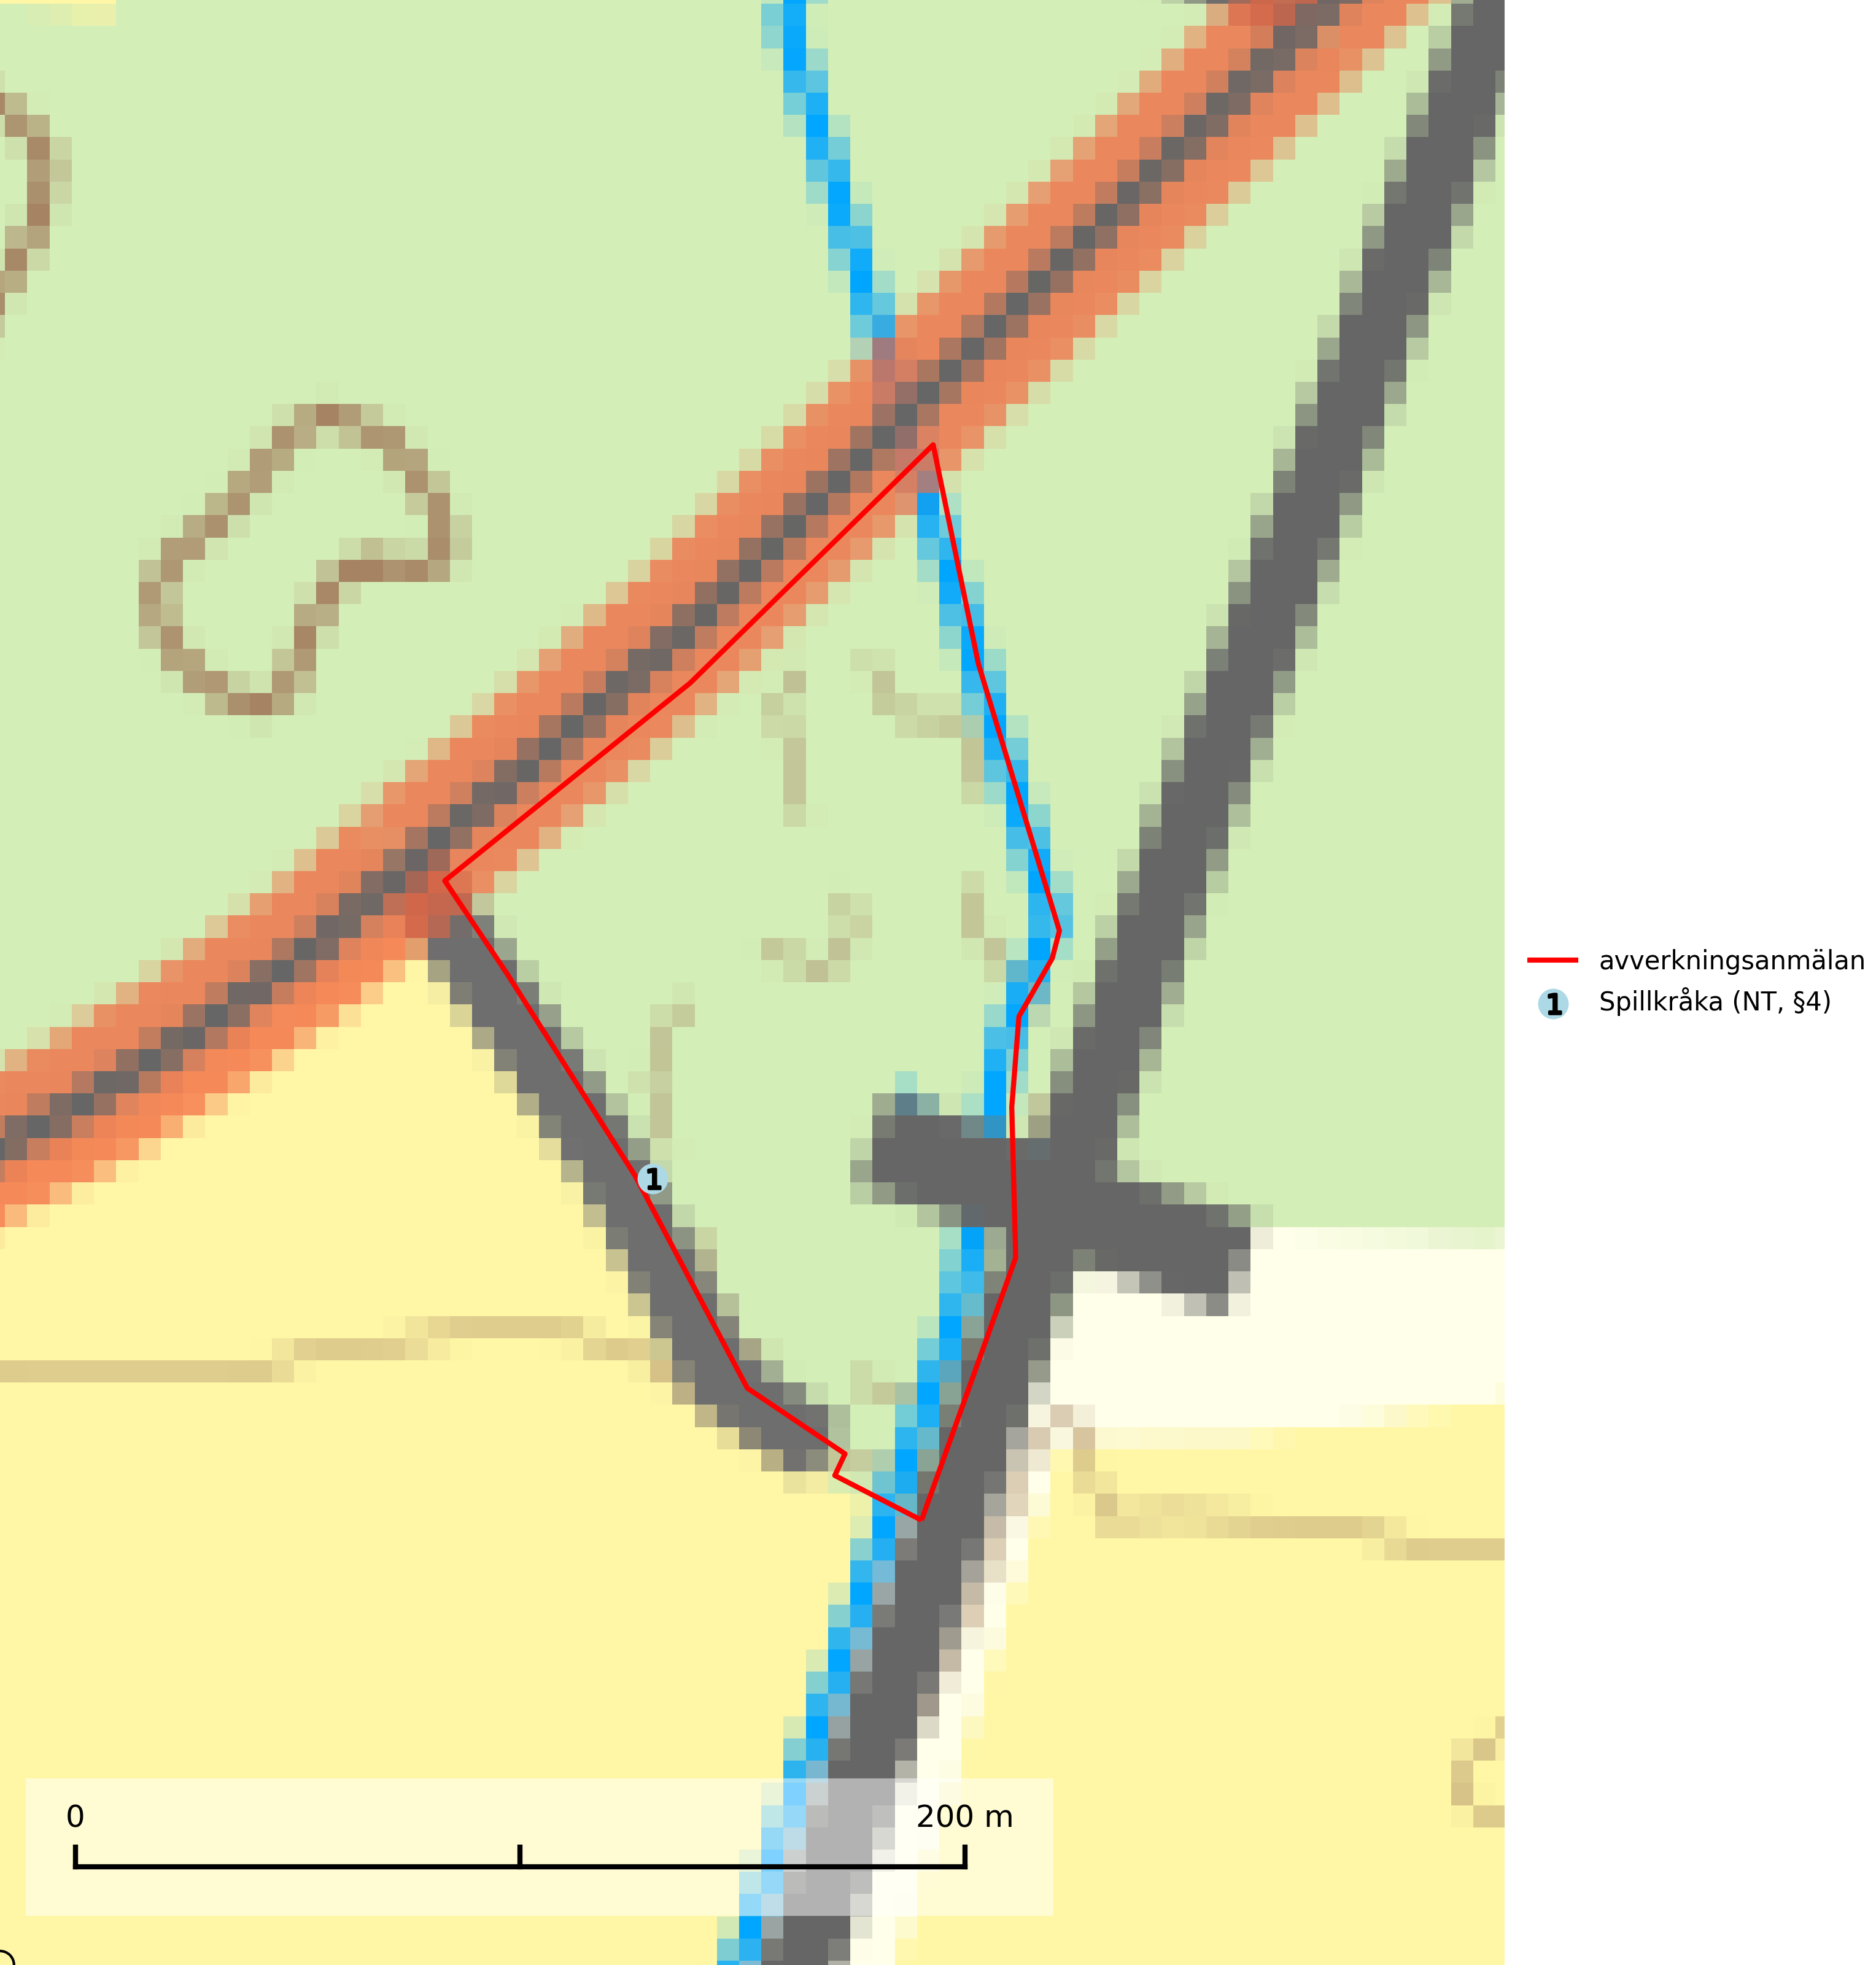 1
avverkningsanmälan
1 Spillkråka (NT, §4)
0 200 m